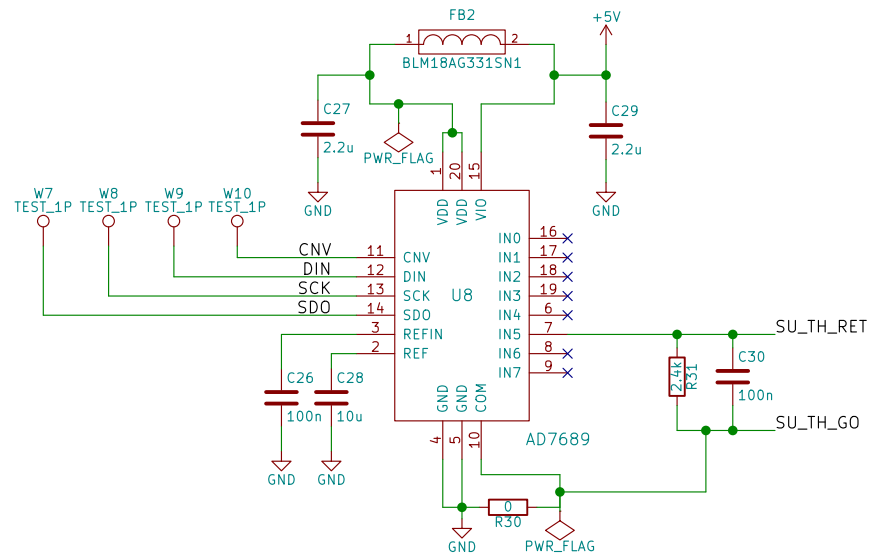 FB2
1
2
BLM18AG331SN1
+5V
C27
2.2u
GND
PWR_FLAG
C29
2.2u
GND
W7
TEST_1P
W8
TEST_1P
W9
TEST_1P
W10
TEST_1P
1
20
15
VDD
VDD
VIO
CNV
11
CNV
DIN
12
DIN
SCK
13
SCK
SDO
14
SDO
3
REFIN
2
REF
U8
IN0
16
IN1
17
IN2
18
IN3
19
IN4
6
IN5
7
IN6
8
IN7
9
SU_TH_RET
2.4k
R31
C30
100n
SU_TH_GO
C26
100n
GND
C28
10u
GND
GND
GND
COM
4
5
10
AD7689
0
R30
GND
PWR_FLAG